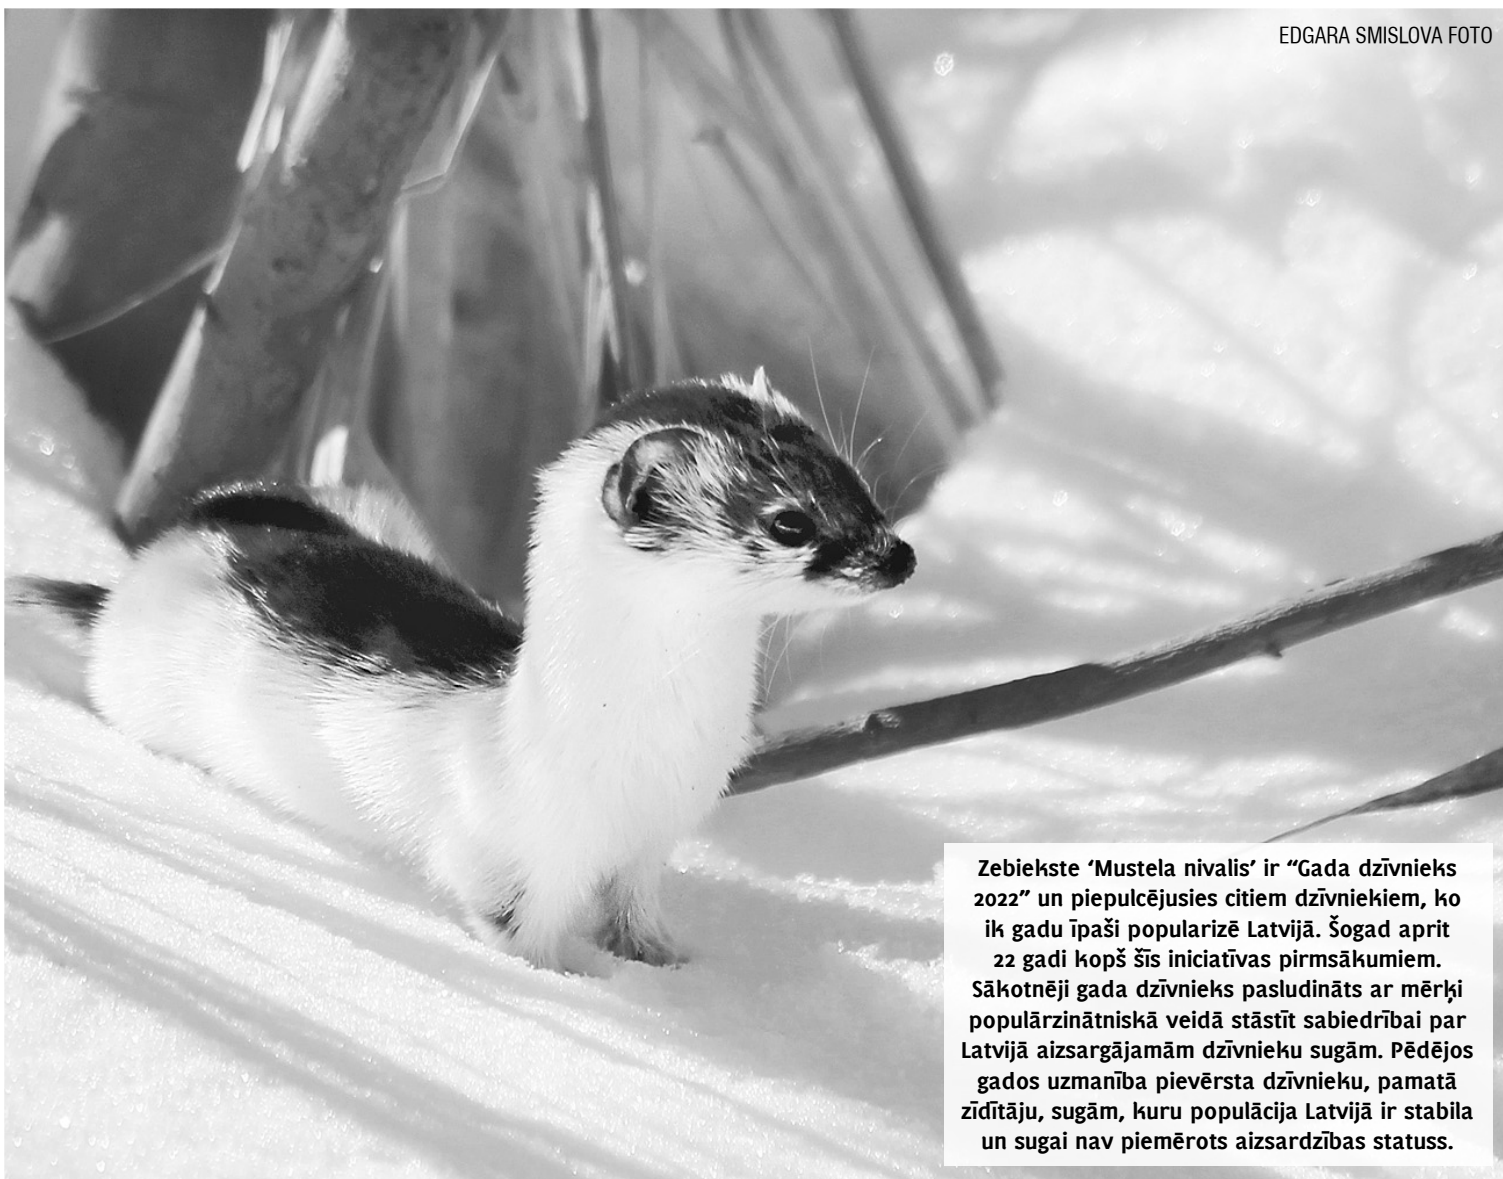 EDGARA SMISLOVA FOTO
Zebiekste ‘Mustela nivalis’ ir “Gada dzīvnieks
2022” un piepulcējusies citiem dzīvniekiem, ko
ik gadu īpaši popularizē Latvijā. Šogad aprit
22 gadi kopš šīs iniciatīvas pirmsākumiem.
Sākotnēji gada dzīvnieks pasludināts ar mērķi
populārzinātniskā veidā stāstīt sabiedrībai par
Latvijā aizsargājamām dzīvnieku sugām. Pēdējos
gados uzmanība pievērsta dzīvnieku, pamatā
zīdītāju, sugām, kuru populācija Latvijā ir stabila
un sugai nav piemērots aizsardzības statuss.